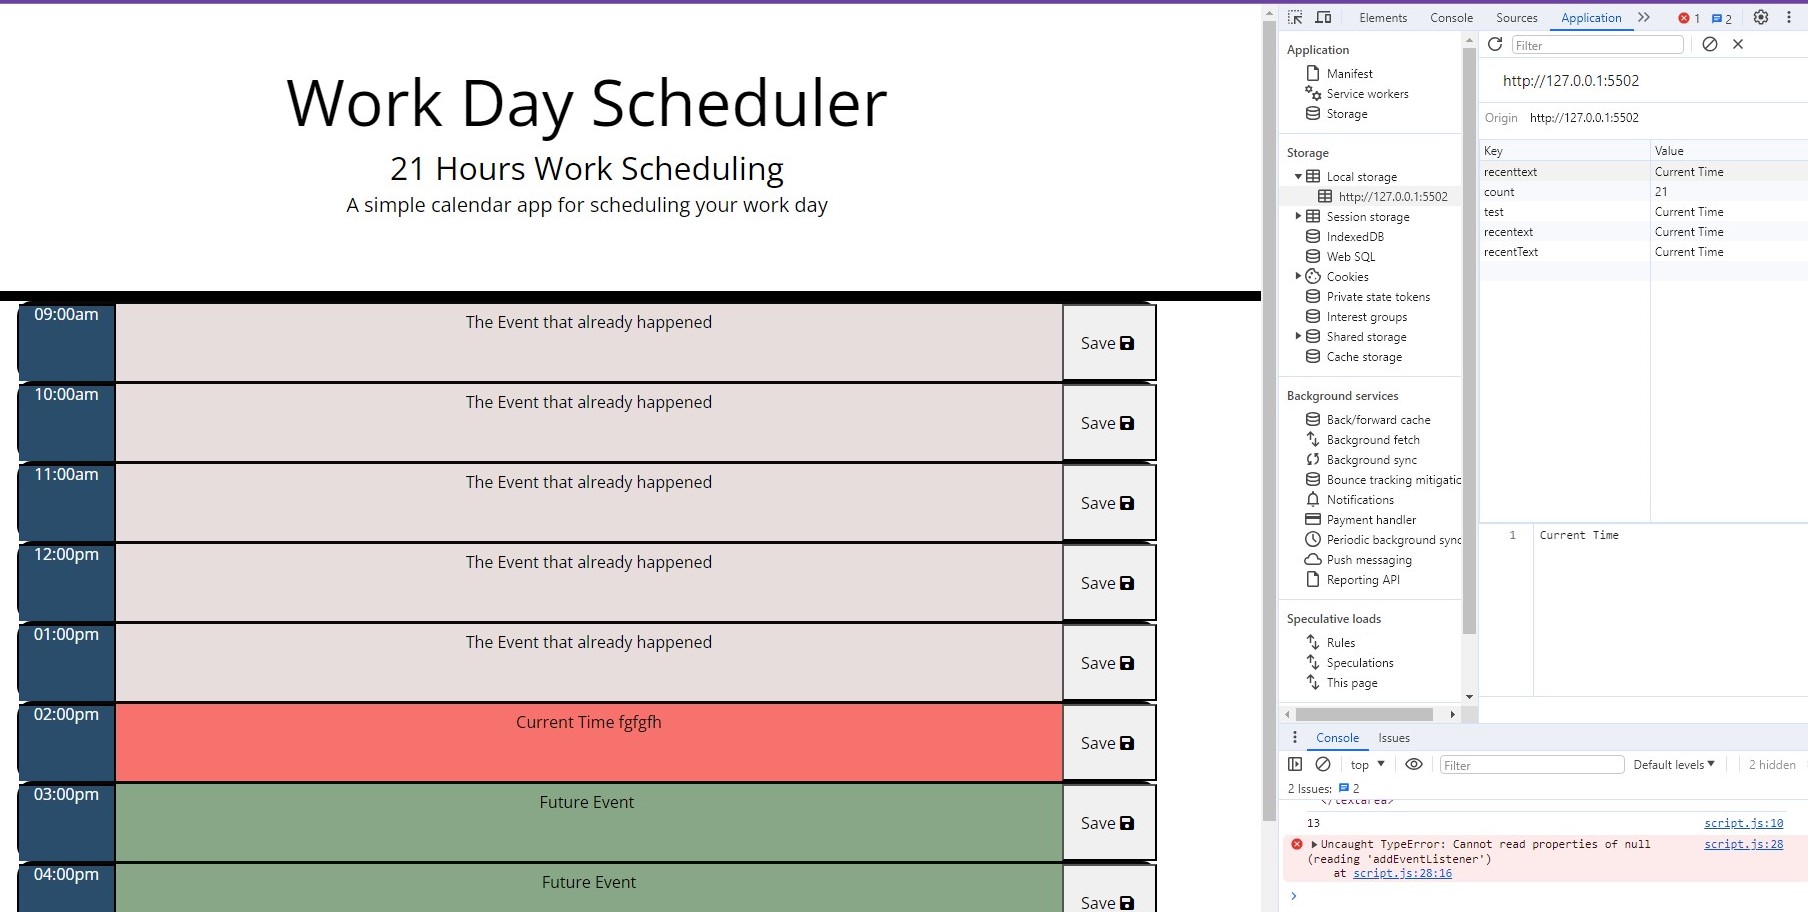 Work Day Scheduler
21 Hours Work Scheduling
A simple calendar app for scheduling your work day
09:00am The Event that already happened Save
10:00am The Event that already happened Save
11:00am The Event that already happened Save
12:00pm The Event that already happened Save
01:00pm The Event that already happened Save
02:00pm Current Time fgfgfh Save
03:00pm Future Event Save
04:00pm Future Event Save
Elements Console Sources Application 1 2
Application
Manifest
Service workers
Storage
Storage
Local storage
http://127.0.0.1:5502
Session storage
IndexedDB
Web SQL
Cookies
Private state tokens
Interest groups
Shared storage
Cache storage
Background services
Back/forward cache
Background fetch
Background sync
Bounce tracking mitigatic
Notifications
Payment handler
Periodic background sync
Push messaging
Reporting API
Speculative loads
Rules
Speculations
This page
Filter
http://127.0.0.1:5502
Origin http://127.0.0.1:5502
Key Value
recenttext Current Time
count 21
test Current Time
recentext Current Time
recentText Current Time
1 Current Time
Console Issues
top Filter Default levels 2 hidden
2 Issues: 2
</textarea>
13 script.js:10
Uncaught TypeError: Cannot read properties of null script.js:28
(reading 'addEventListener')
at script.js:28:16